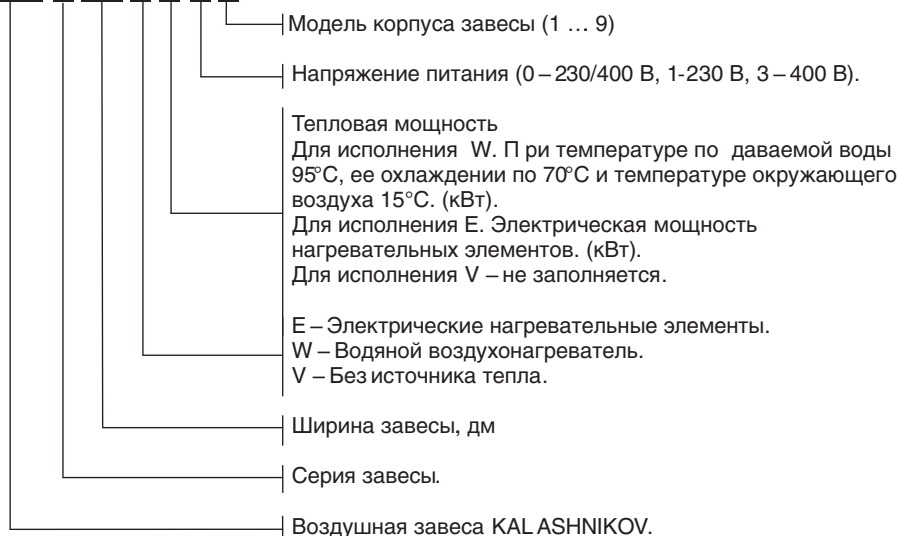 Модель корпуса завесы (1 … 9)
Напряжение питания (0 – 230/400 В, 1-230 В, 3 – 400 В).
Тепловая мощность
Для исполнения W. П ри температуре по даваемой воды
95°С, ее охлаждении по 70°С и температуре окружающего
воздуха 15°С. (кВт).
Для исполнения Е. Электрическая мощность
нагревательных элементов. (кВт).
Для исполнения V – не заполняется.
Е – Электрические нагревательные элементы.
W – Водяной воздухонагреватель.
V – Без источника тепла.
Ширина завесы, дм
Серия завесы.
Воздушная завеса KALASHNIKOV.